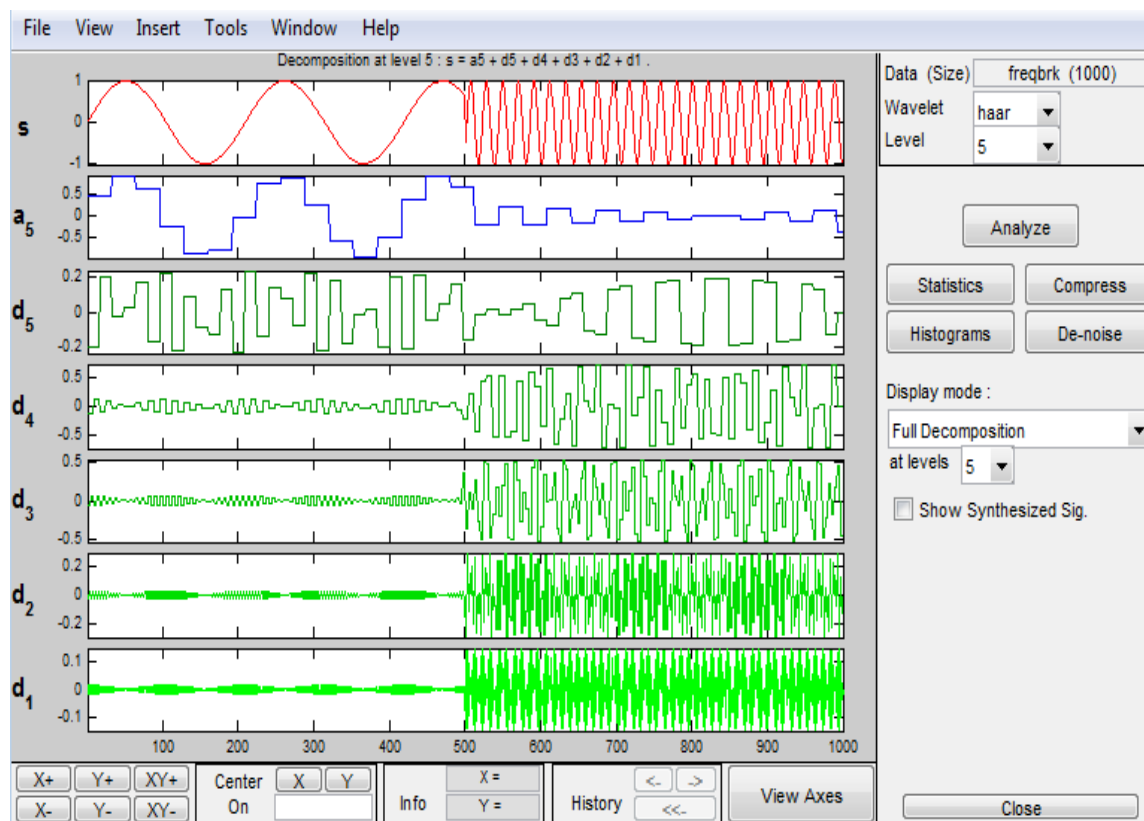 File View Insert Tools Window Help
Decomposition at level 5 : s = a5 + d5 + d4 + d3 + d2 + d1 .
s
1
0
-1
a5
0.5
0
-0.5
d5
0.2
0
-0.2
d4
0.5
0
-0.5
d3
0.5
0
-0.5
d2
0.2
0
-0.2
d1
0.1
0
-0.1
100 200 300 400 500 600 700 800 900 1000
Data (Size) freqbrk (1000)
Wavelet haar
Level 5
Analyze
Statistics Compress
Histograms De-noise
Display mode :
Full Decomposition
at levels 5
Show Synthesized Sig.
X+ Y+ XY+
X- Y- XY-
Center On X Y
Info X =
Y =
History <- ->
<<-
View Axes
Close